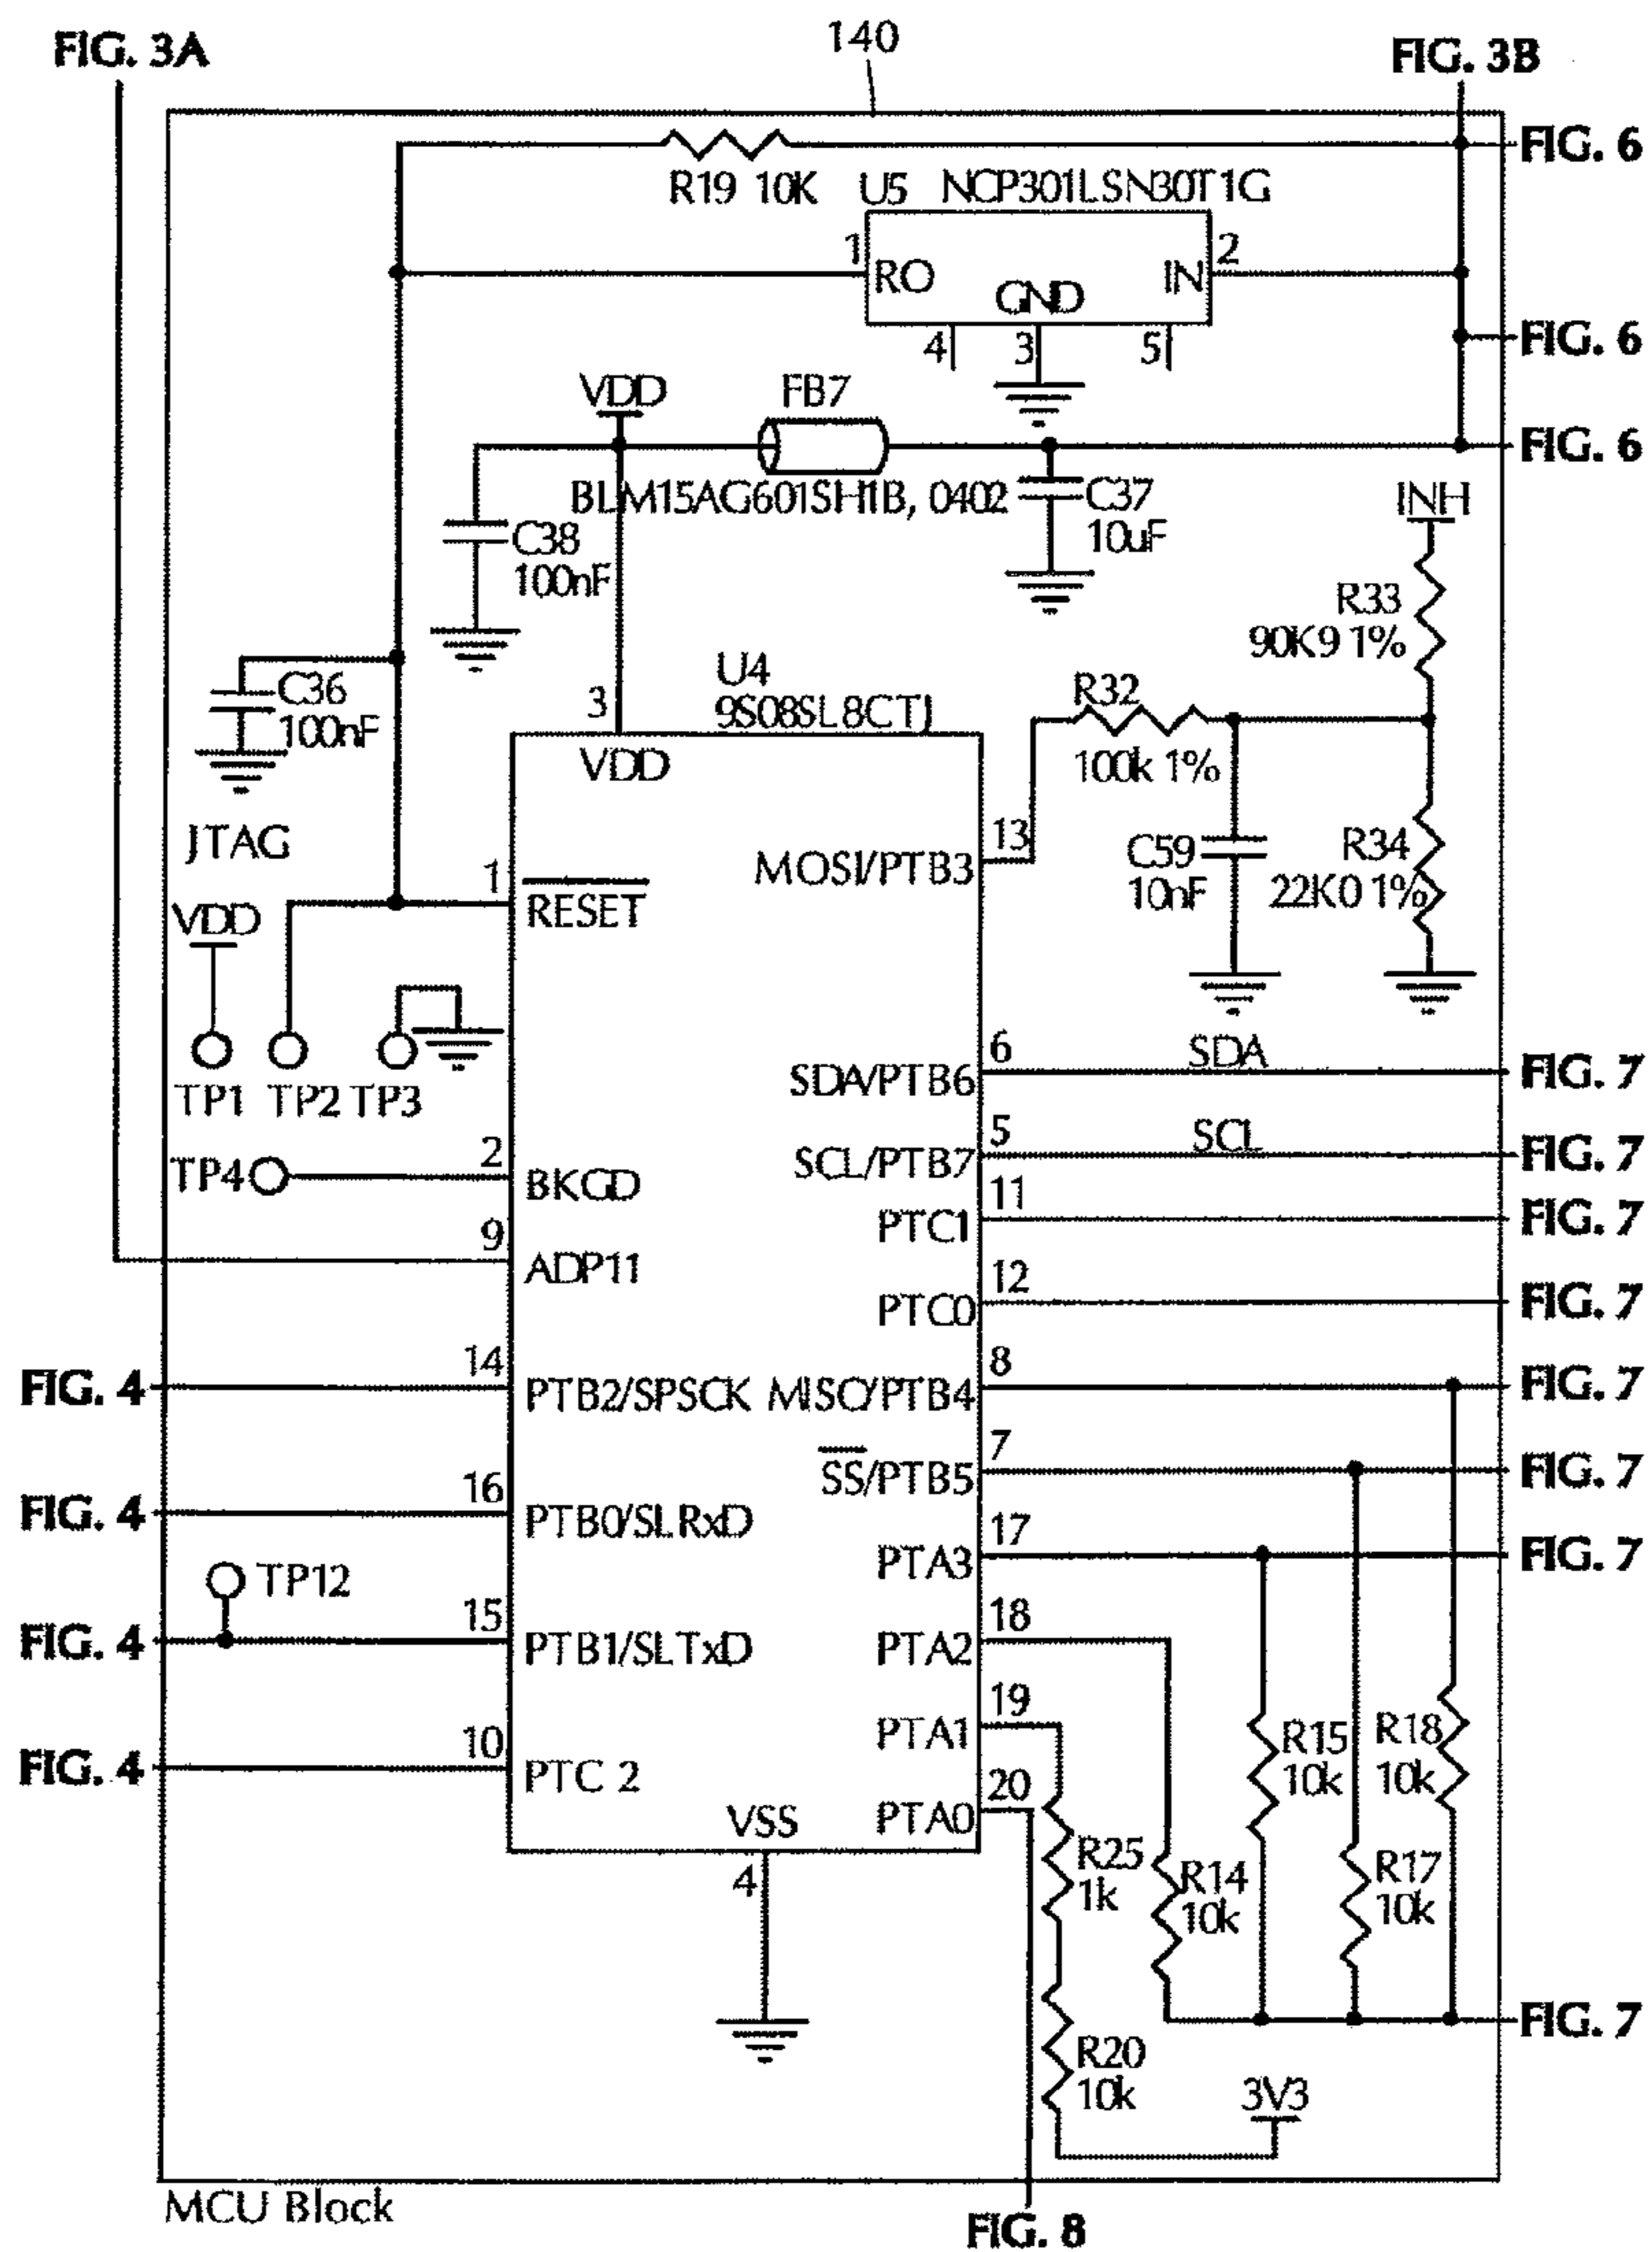 FIG. 3A
140
FIG. 3B
FIG. 6
R19 10K
U5
NCP301LSN30T1G
1
RO
GND
IN
2
4
3
5
FIG. 6
VDD
FB7
FIG. 6
BLM15AG601SH1B, 0402
C37
10uF
INH
C38
100nF
R33
90K9 1%
C36
100nF
U4
9S08SL8CTJ
3
VDD
R32
100k 1%
JTAG
13
MOSI/PTB3
C59
10nF
R34
22K0 1%
1
RESET
VDD
TP1
TP2
TP3
6
SDA/PTB6
SDA
FIG. 7
5
SCL/PTB7
SCL
FIG. 7
TP4
2
BKGD
11
PTC1
FIG. 7
9
ADP11
12
PTC0
FIG. 7
FIG. 4
14
PTB2/SPSCK
MISO/PTB4
8
FIG. 7
7
SS/PTB5
FIG. 7
FIG. 4
16
PTB0/SLRxD
17
PTA3
FIG. 7
TP12
FIG. 4
15
PTB1/SLTxD
18
PTA2
19
PTA1
FIG. 4
10
PTC 2
20
PTA0
VSS
4
R15
10k
R18
10k
R25
1k
R14
10k
R17
10k
FIG. 7
R20
10k
3V3
MCU Block
FIG. 8